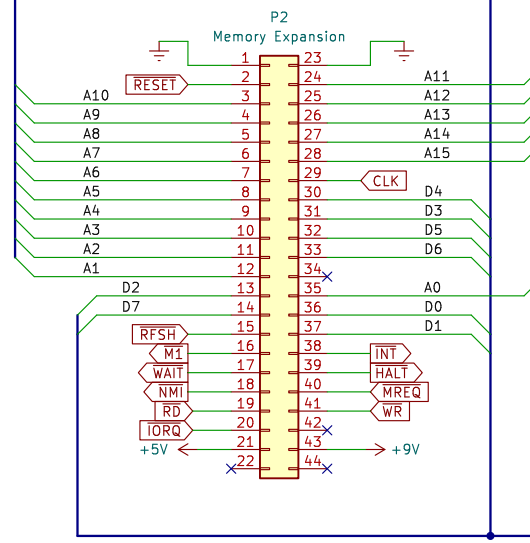 P2
Memory Expansion
1 23
RESET 2 24 A11
A10 3 25 A12
A9 4 26 A13
A8 5 27 A14
A7 6 28 A15
A6 7 29 CLK
A5 8 30 D4
A4 9 31 D3
A3 10 32 D5
A2 11 33 D6
A1 12 34
D2 13 35 A0
D7 14 36 D0
RFSH 15 37 D1
M1 16 38 INT
WAIT 17 39 HALT
NMI 18 40 MREQ
RD 19 41 WR
IORQ 20 42
+5V 21 43 +9V
22 44